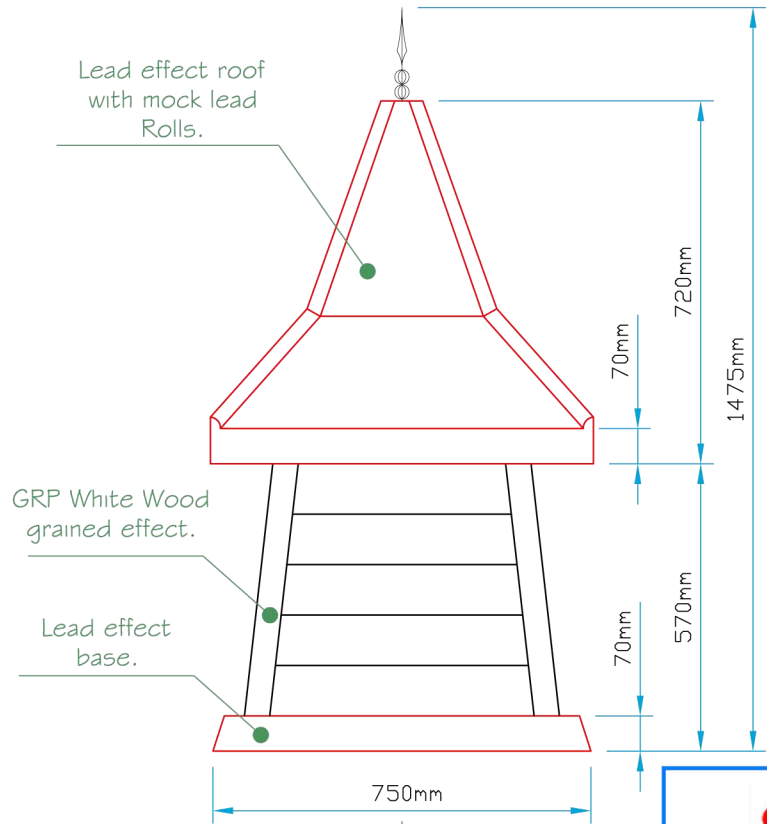 Lead effect roof
with mock lead
Rolls.
720mm
70mm
1475mm
GRP White Wood
grained effect.
570mm
70mm
Lead effect
base.
750mm